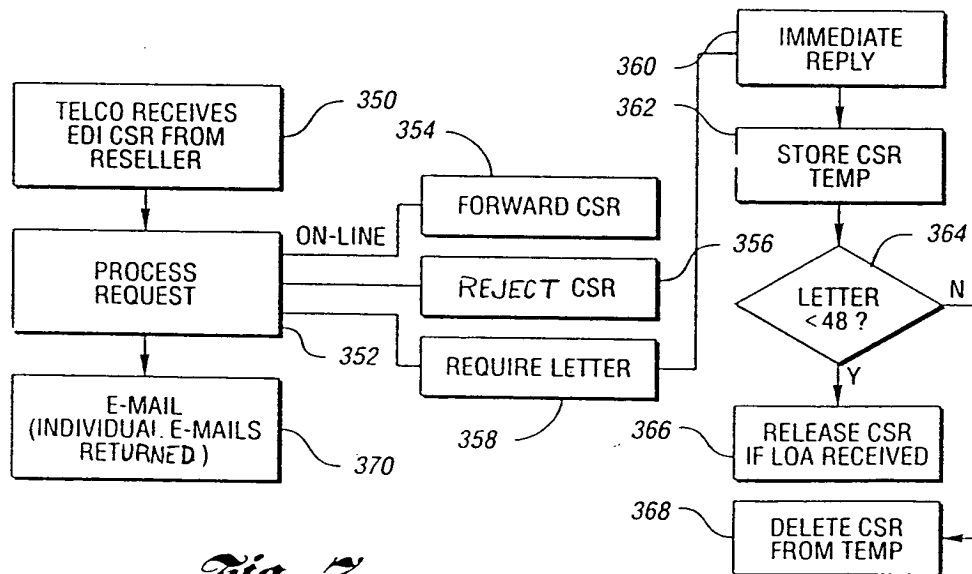 TELCO RECEIVES
EDI CSR FROM
RESELLER
350
PROCESS
REQUEST
352
ON-LINE
E-MAIL
(INDIVIDUAL E-MAILS
RETURNED)
370
354
FORWARD CSR
REJECT CSR
356
REQUIRE LETTER
358
360
IMMEDIATE
REPLY
362
STORE CSR
TEMP
364
LETTER
<48 ?
N
Y
366
RELEASE CSR
IF LOA RECEIVED
368
DELETE CSR
FROM TEMP
Fig. 7